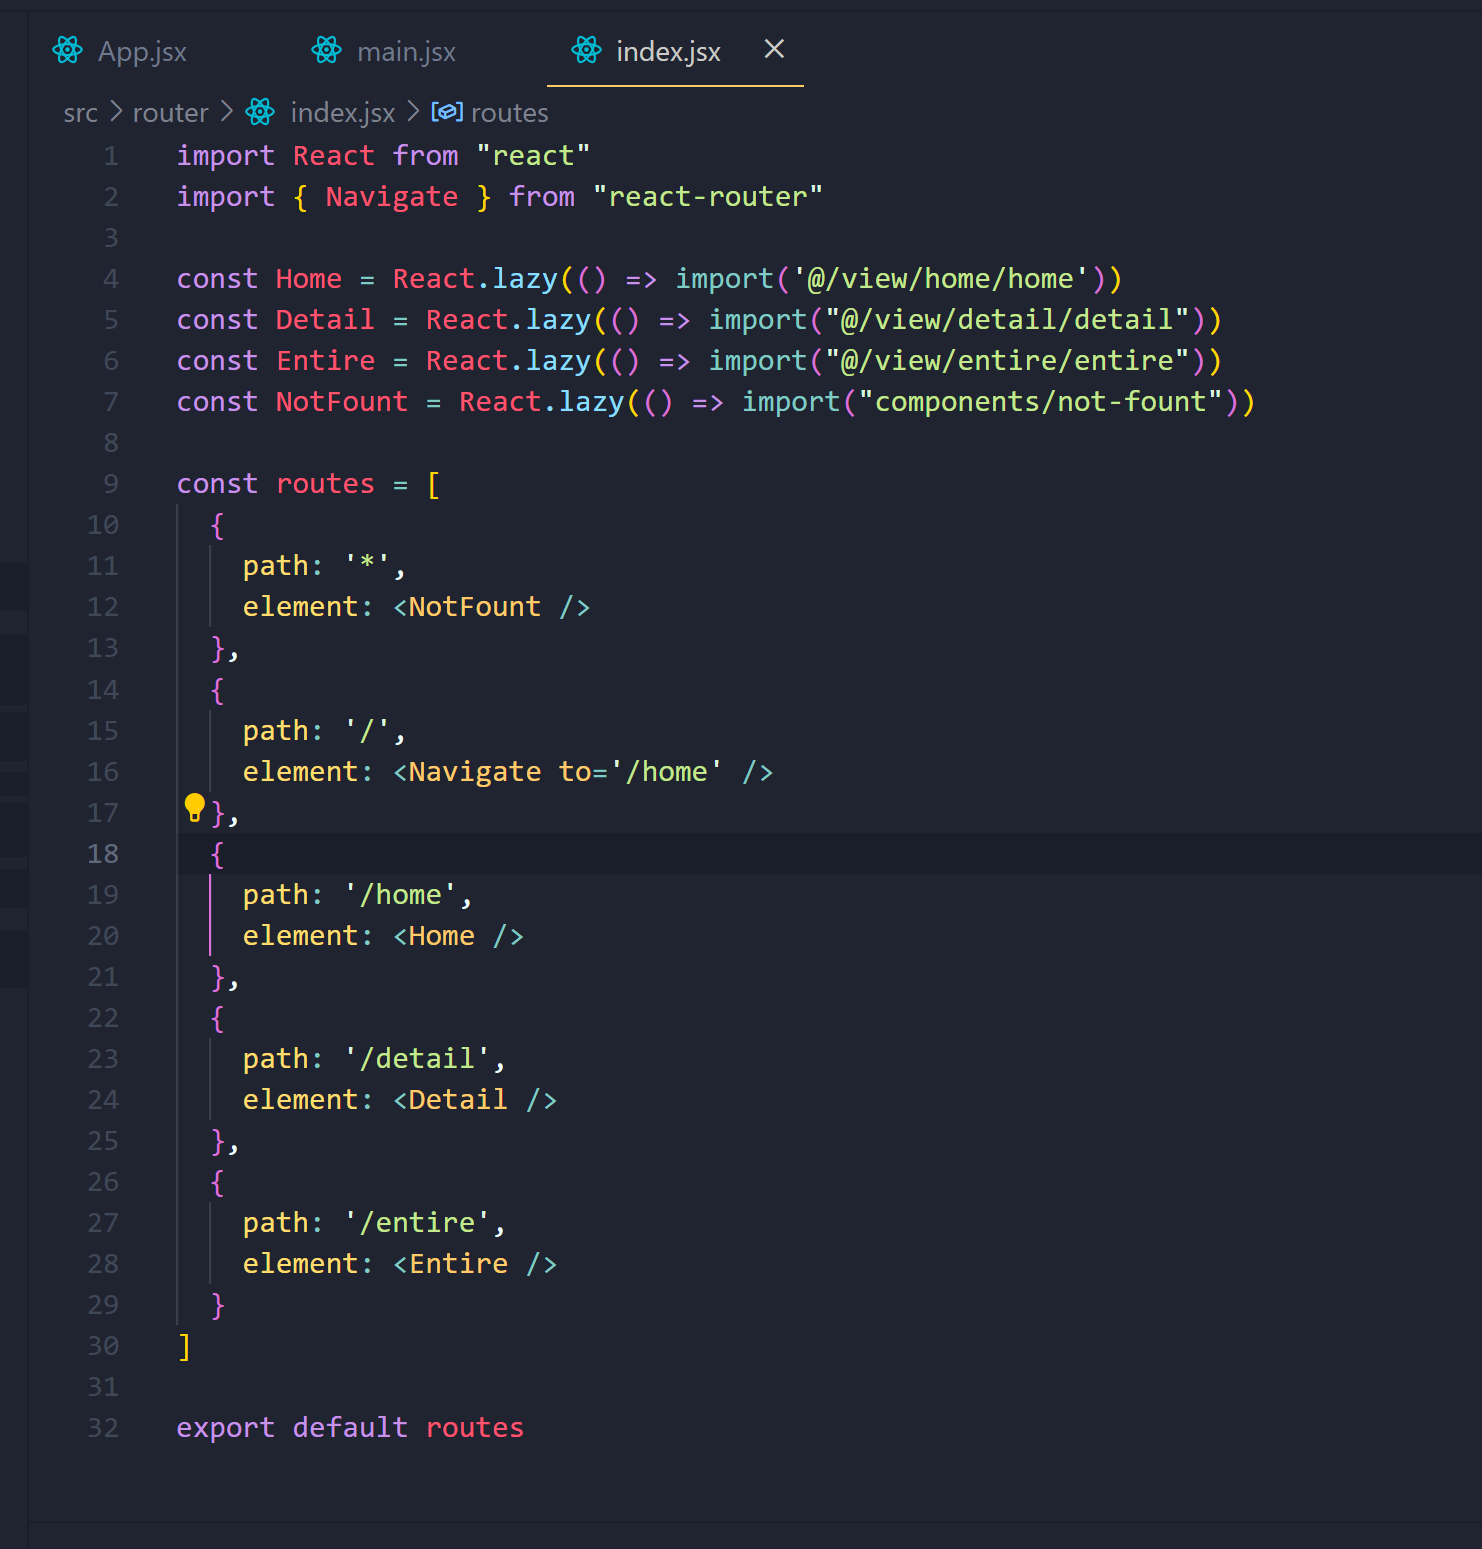 App.jsx main.jsx index.jsx
src router index.jsx routes
1 import React from "react"
2 import { Navigate } from "react-router"
3
4 const Home = React.lazy(() => import('@/view/home/home'))
5 const Detail = React.lazy(() => import("@/view/detail/detail"))
6 const Entire = React.lazy(() => import("@/view/entire/entire"))
7 const NotFount = React.lazy(() => import("components/not-fount"))
8
9 const routes = [
10   {
11     path: '*',
12     element: <NotFount />
13   },
14   {
15     path: '/',
16     element: <Navigate to='/home' />
17   },
18   {
19     path: '/home',
20     element: <Home />
21   },
22   {
23     path: '/detail',
24     element: <Detail />
25   },
26   {
27     path: '/entire',
28     element: <Entire />
29   }
30 ]
31
32 export default routes